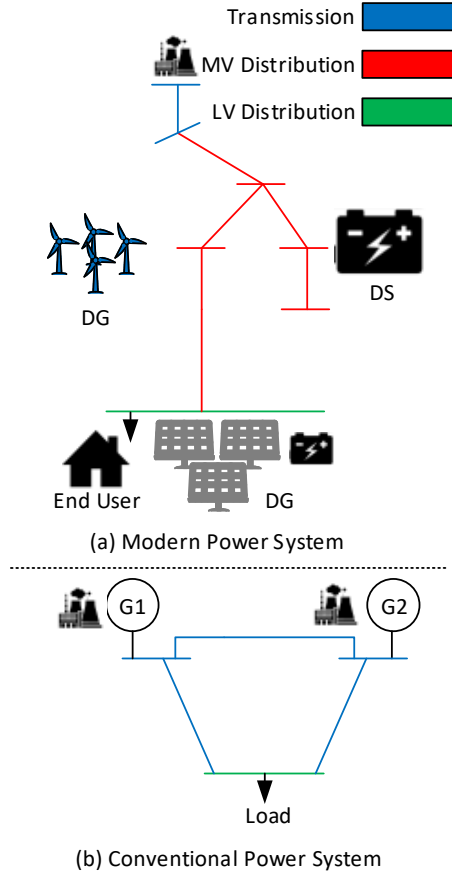 Transmission
MV Distribution
LV Distribution
DG
DS
End User
DG
(a) Modern Power System
G1
G2
Load
(b) Conventional Power System